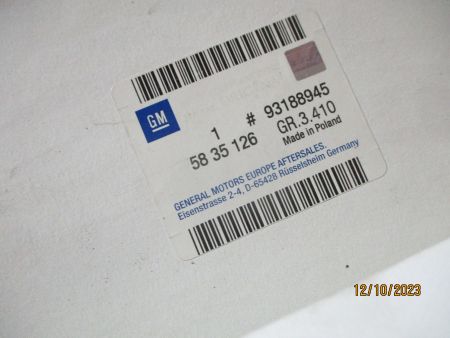 GM
1 # 93188945
58 35 126 GR.3.410
Made in Poland
GENERAL MOTORS EUROPE AFTERSALES.
Eisenstrasse 2-4, D-65428 Rüsselsheim Germany
12/10/2023